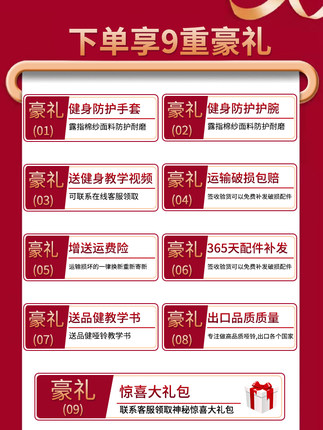 下单享9重豪礼
豪礼
(01)
健身防护手套
露指棉纱面料防护耐磨
豪礼
(02)
健身防护护腕
露指棉纱面料防护耐磨
豪礼
(03)
送健身教学视频
可联系在线客服领取
豪礼
(04)
运输破损包赔
签收验货可以免费补发破损配件
豪礼
(05)
增送运费险
运输损坏的一律换新重新寄新
豪礼
(06)
365天配件补发
签收验货可以免费补发破损配件
豪礼
(07)
送品健教学书
送品健哑铃教学书
豪礼
(08)
出口品质质量
专注做高品质哑铃,出口各个国家
豪礼
(09)
惊喜大礼包
联系客服领取神秘惊喜大礼包